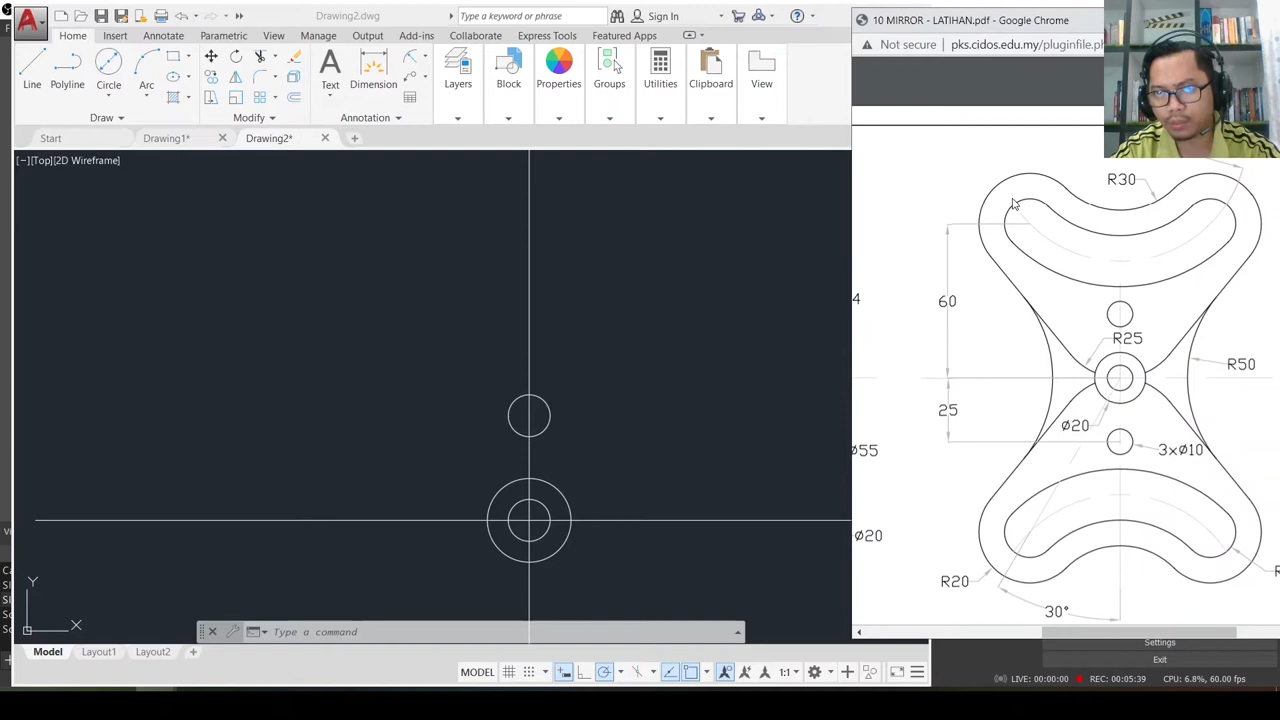 Drawing2.dwg
Type a keyword or phrase
Sign In
10 MIRROR - LATIHAN.pdf - Google Chrome
Not secure
pks.cidos.edu.my/pluginfile.p
Home
Insert
Annotate
Parametric
View
Manage
Output
Add-ins
Collaborate
Express Tools
Featured Apps
Line
Polyline
Circle
Arc
Text
Dimension
Layers
Block
Properties
Groups
Utilities
Clipboard
View
Draw
Modify
Annotation
Start
Drawing1*
Drawing2*
[−][Top][2D Wireframe]
R30
60
R25
R50
25
ø20
3xø10
4
ø55
ø20
R20
30°
Y
X
Type a command
Model
Layout1
Layout2
MODEL
1:1
Settings
Exit
LIVE: 00:00:00
REC: 00:05:39
CPU: 6.8%, 60.00 fps